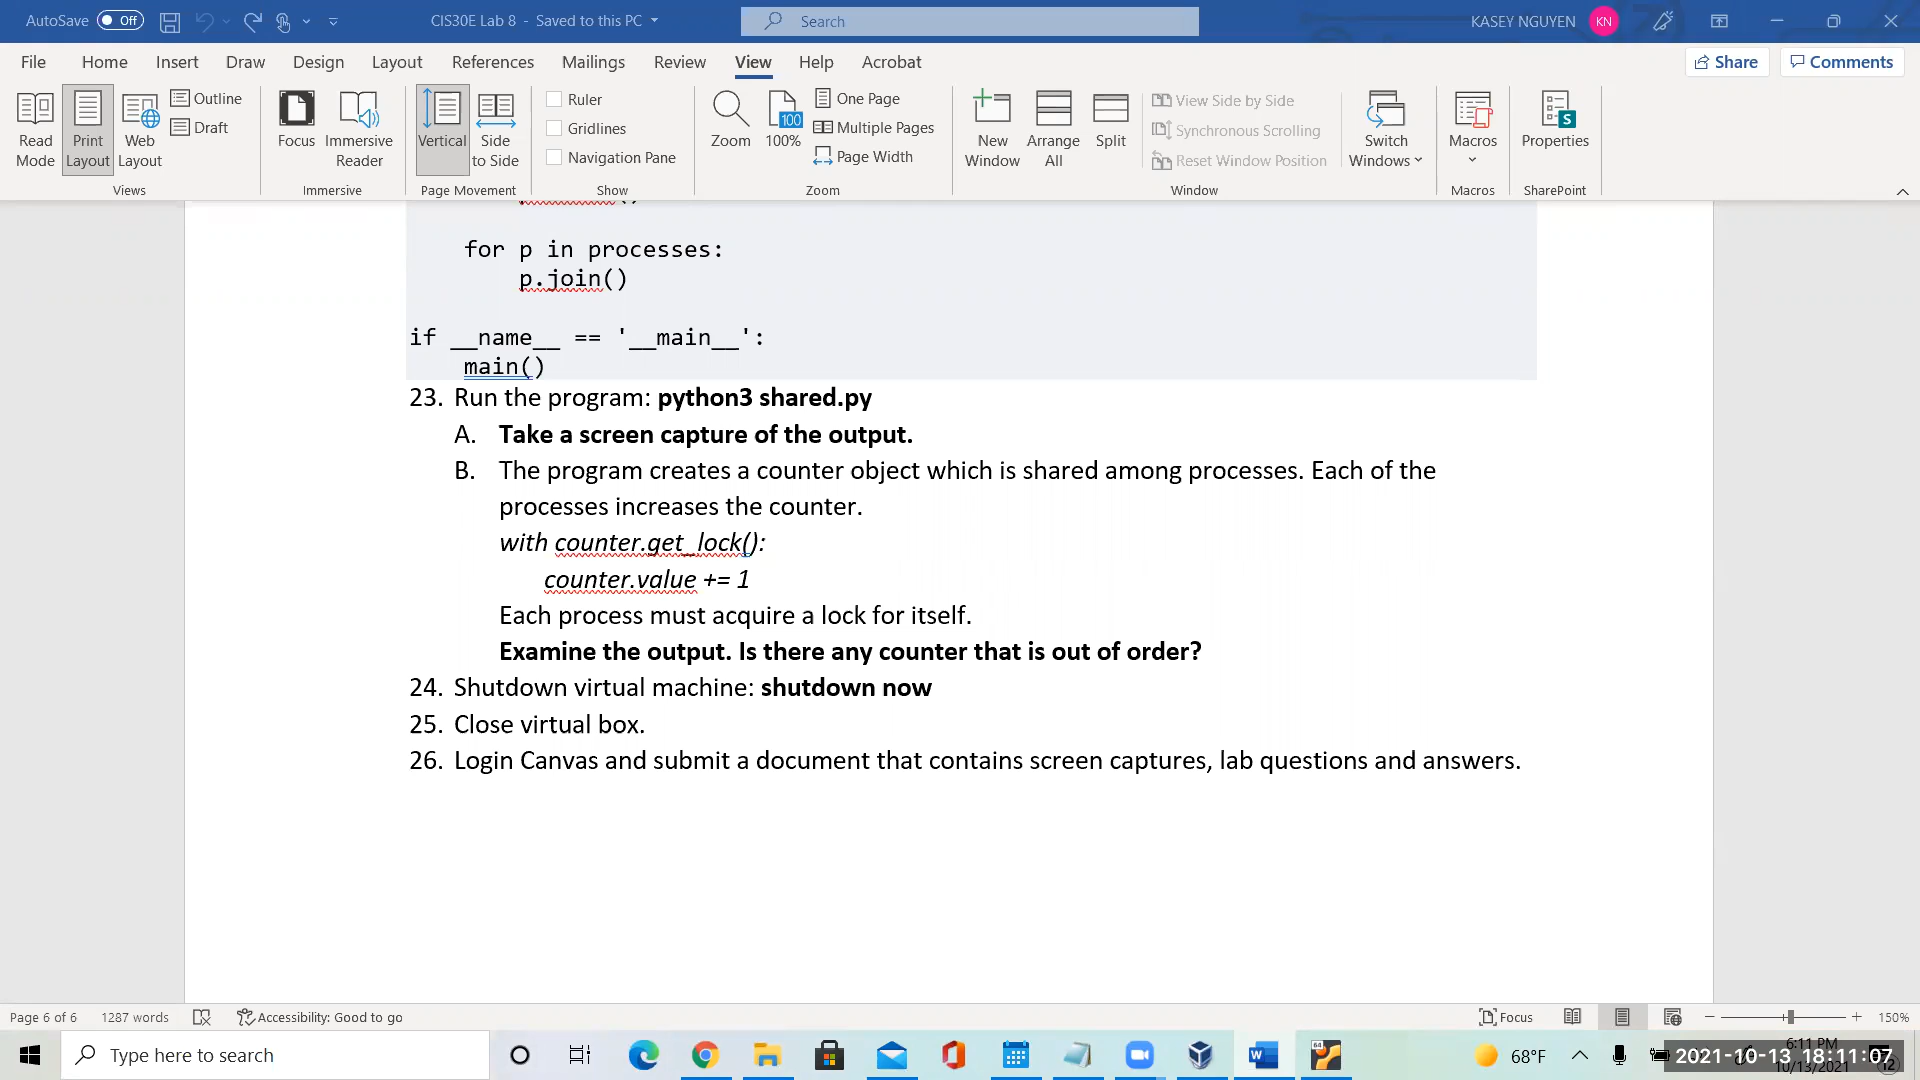 AutoSave Off CIS30E Lab 8 - Saved to this PC Search KASEY NGUYEN KN
File Home Insert Draw Design Layout References Mailings Review View Help Acrobat Share Comments
Read Mode
Print Layout
Web Layout
Outline
Draft
Views
Focus
Immersive Reader
Immersive
Vertical
Side to Side
Page Movement
Ruler
Gridlines
Navigation Pane
Show
Zoom
100
100%
One Page
Multiple Pages
Page Width
Zoom
New Window
Arrange All
Split
View Side by Side
Synchronous Scrolling
Reset Window Position
Window
Switch Windows
Macros
Macros
Properties
SharePoint
for p in processes:
p.join()
if __name__ == '__main__':
main()
23. Run the program: python3 shared.py
A. Take a screen capture of the output.
B. The program creates a counter object which is shared among processes. Each of the
processes increases the counter.
with counter.get_lock():
counter.value += 1
Each process must acquire a lock for itself.
Examine the output. Is there any counter that is out of order?
24. Shutdown virtual machine: shutdown now
25. Close virtual box.
26. Login Canvas and submit a document that contains screen captures, lab questions and answers.
Page 6 of 6 1287 words Accessibility: Good to go Focus 150%
Type here to search 68°F 6:11 PM
2021-10-13 18:11:07
10/13/2021 12